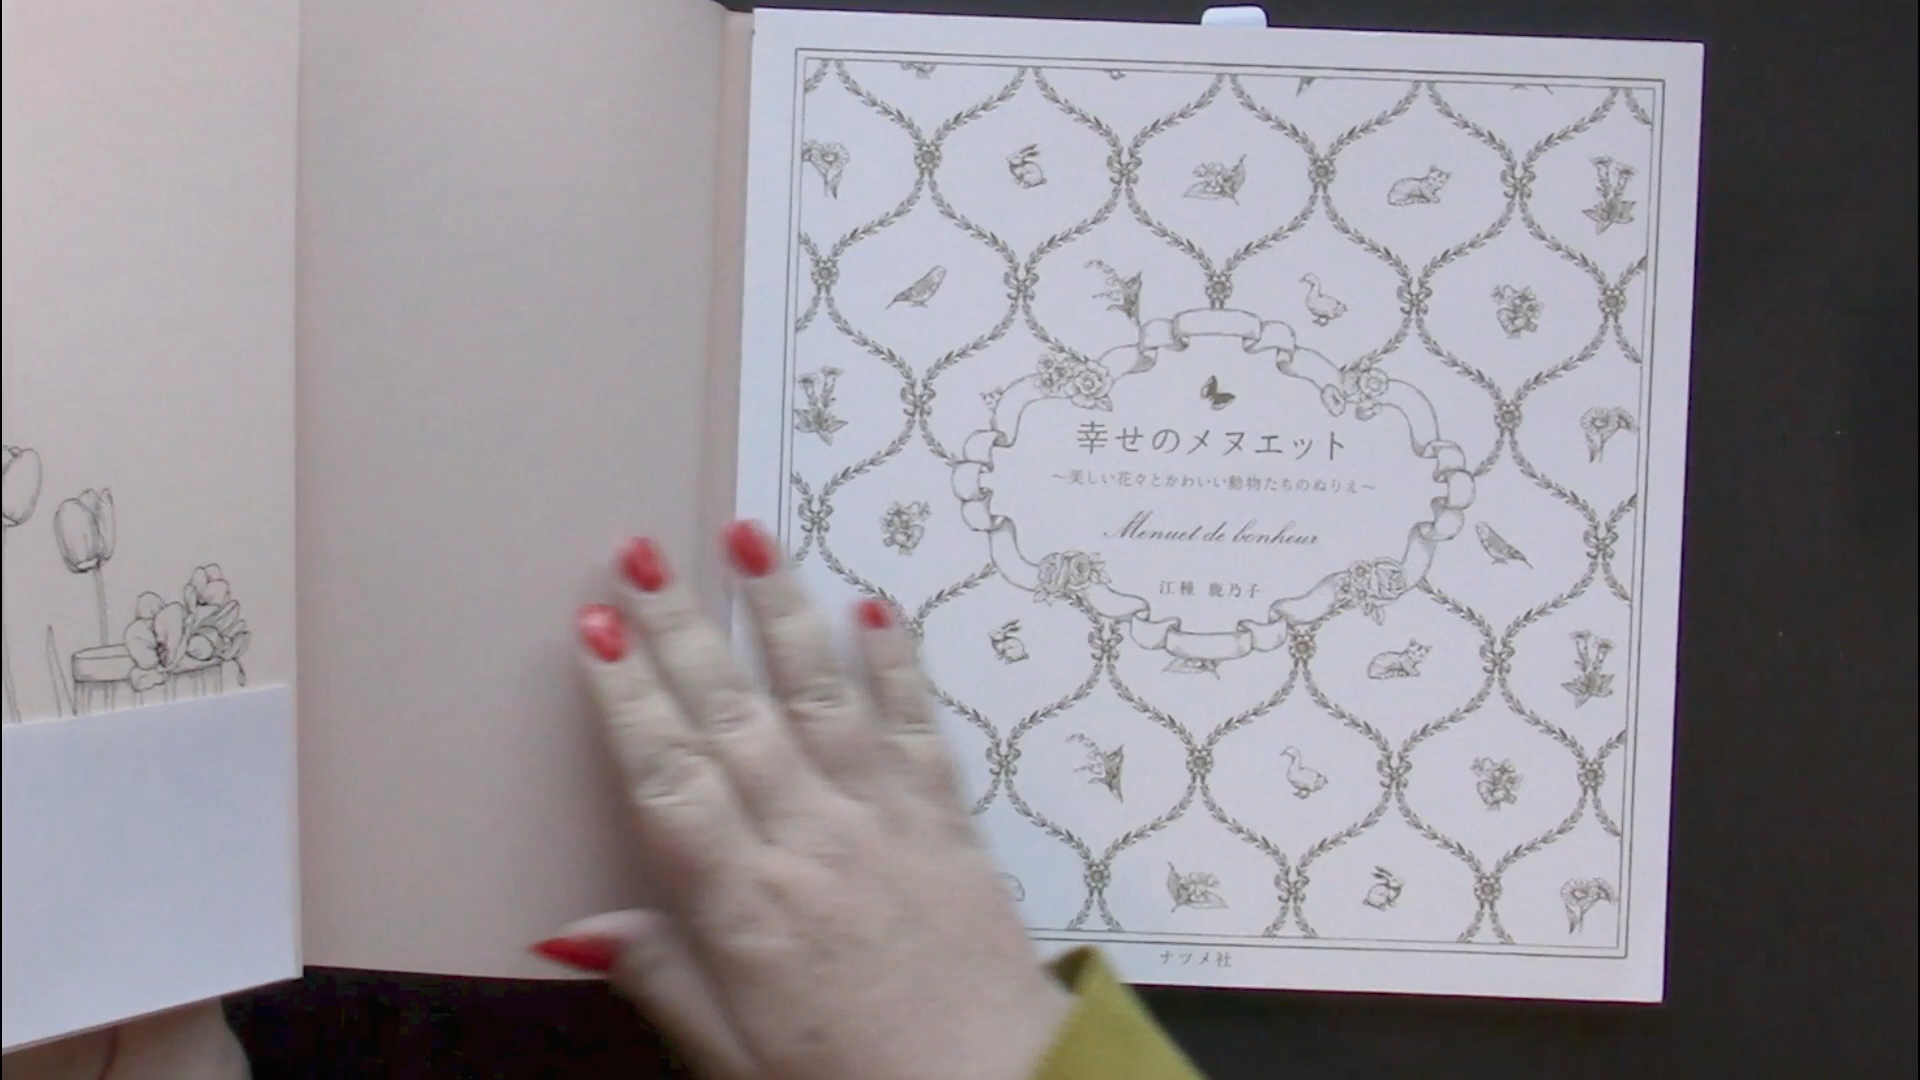 幸せのメヌエット
～美しい花々とかわいい動物たちのぬりえ～
Menuet de bonheur
江種 鹿乃子
ナツメ社